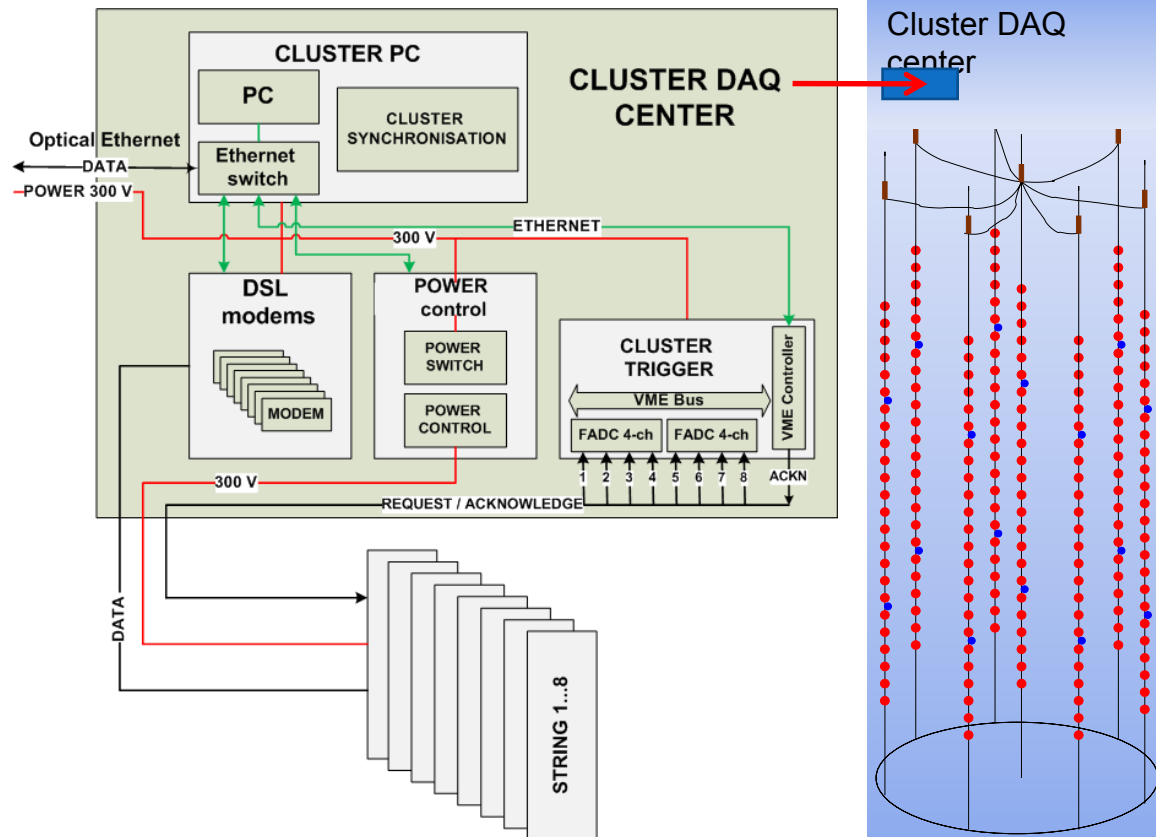 CLUSTER PC
PC
CLUSTER
SYNCHRONISATION
Ethernet
switch
CLUSTER DAQ
CENTER
Optical Ethernet
DATA
POWER 300 V
300 V
ETHERNET
DSL
modems
MODEM
POWER
control
POWER
SWITCH
POWER
CONTROL
CLUSTER
TRIGGER
VME Bus
FADC 4-ch
FADC 4-ch
VME Controller
1
2
3
4
5
6
7
8
ACKN
300 V
REQUEST / ACKNOWLEDGE
DATA
STRING 1...8
Cluster DAQ
center